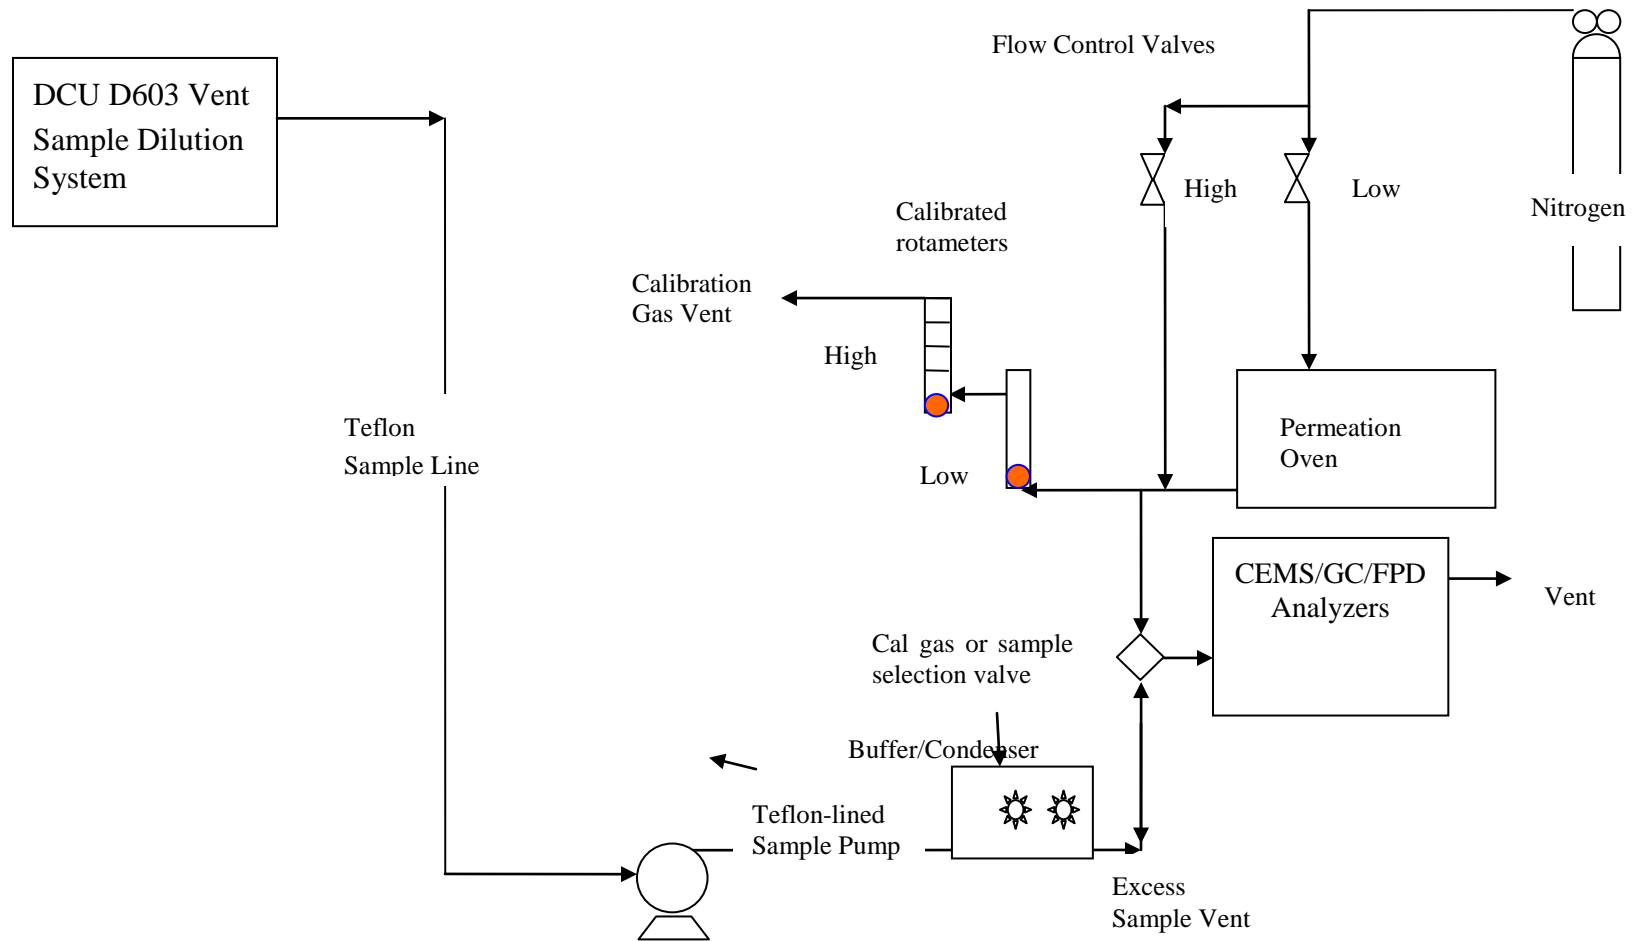 Flow Control Valves
DCU D603 Vent
Sample Dilution
System
High
Low
Nitrogen
Calibrated
rotameters
Calibration
Gas Vent
High
Teflon
Sample Line
Low
Permeation
Oven
CEMS/GC/FPD
Analyzers
Vent
Cal gas or sample
selection valve
Buffer/Condenser
Teflon-lined
Sample Pump
Excess
Sample Vent